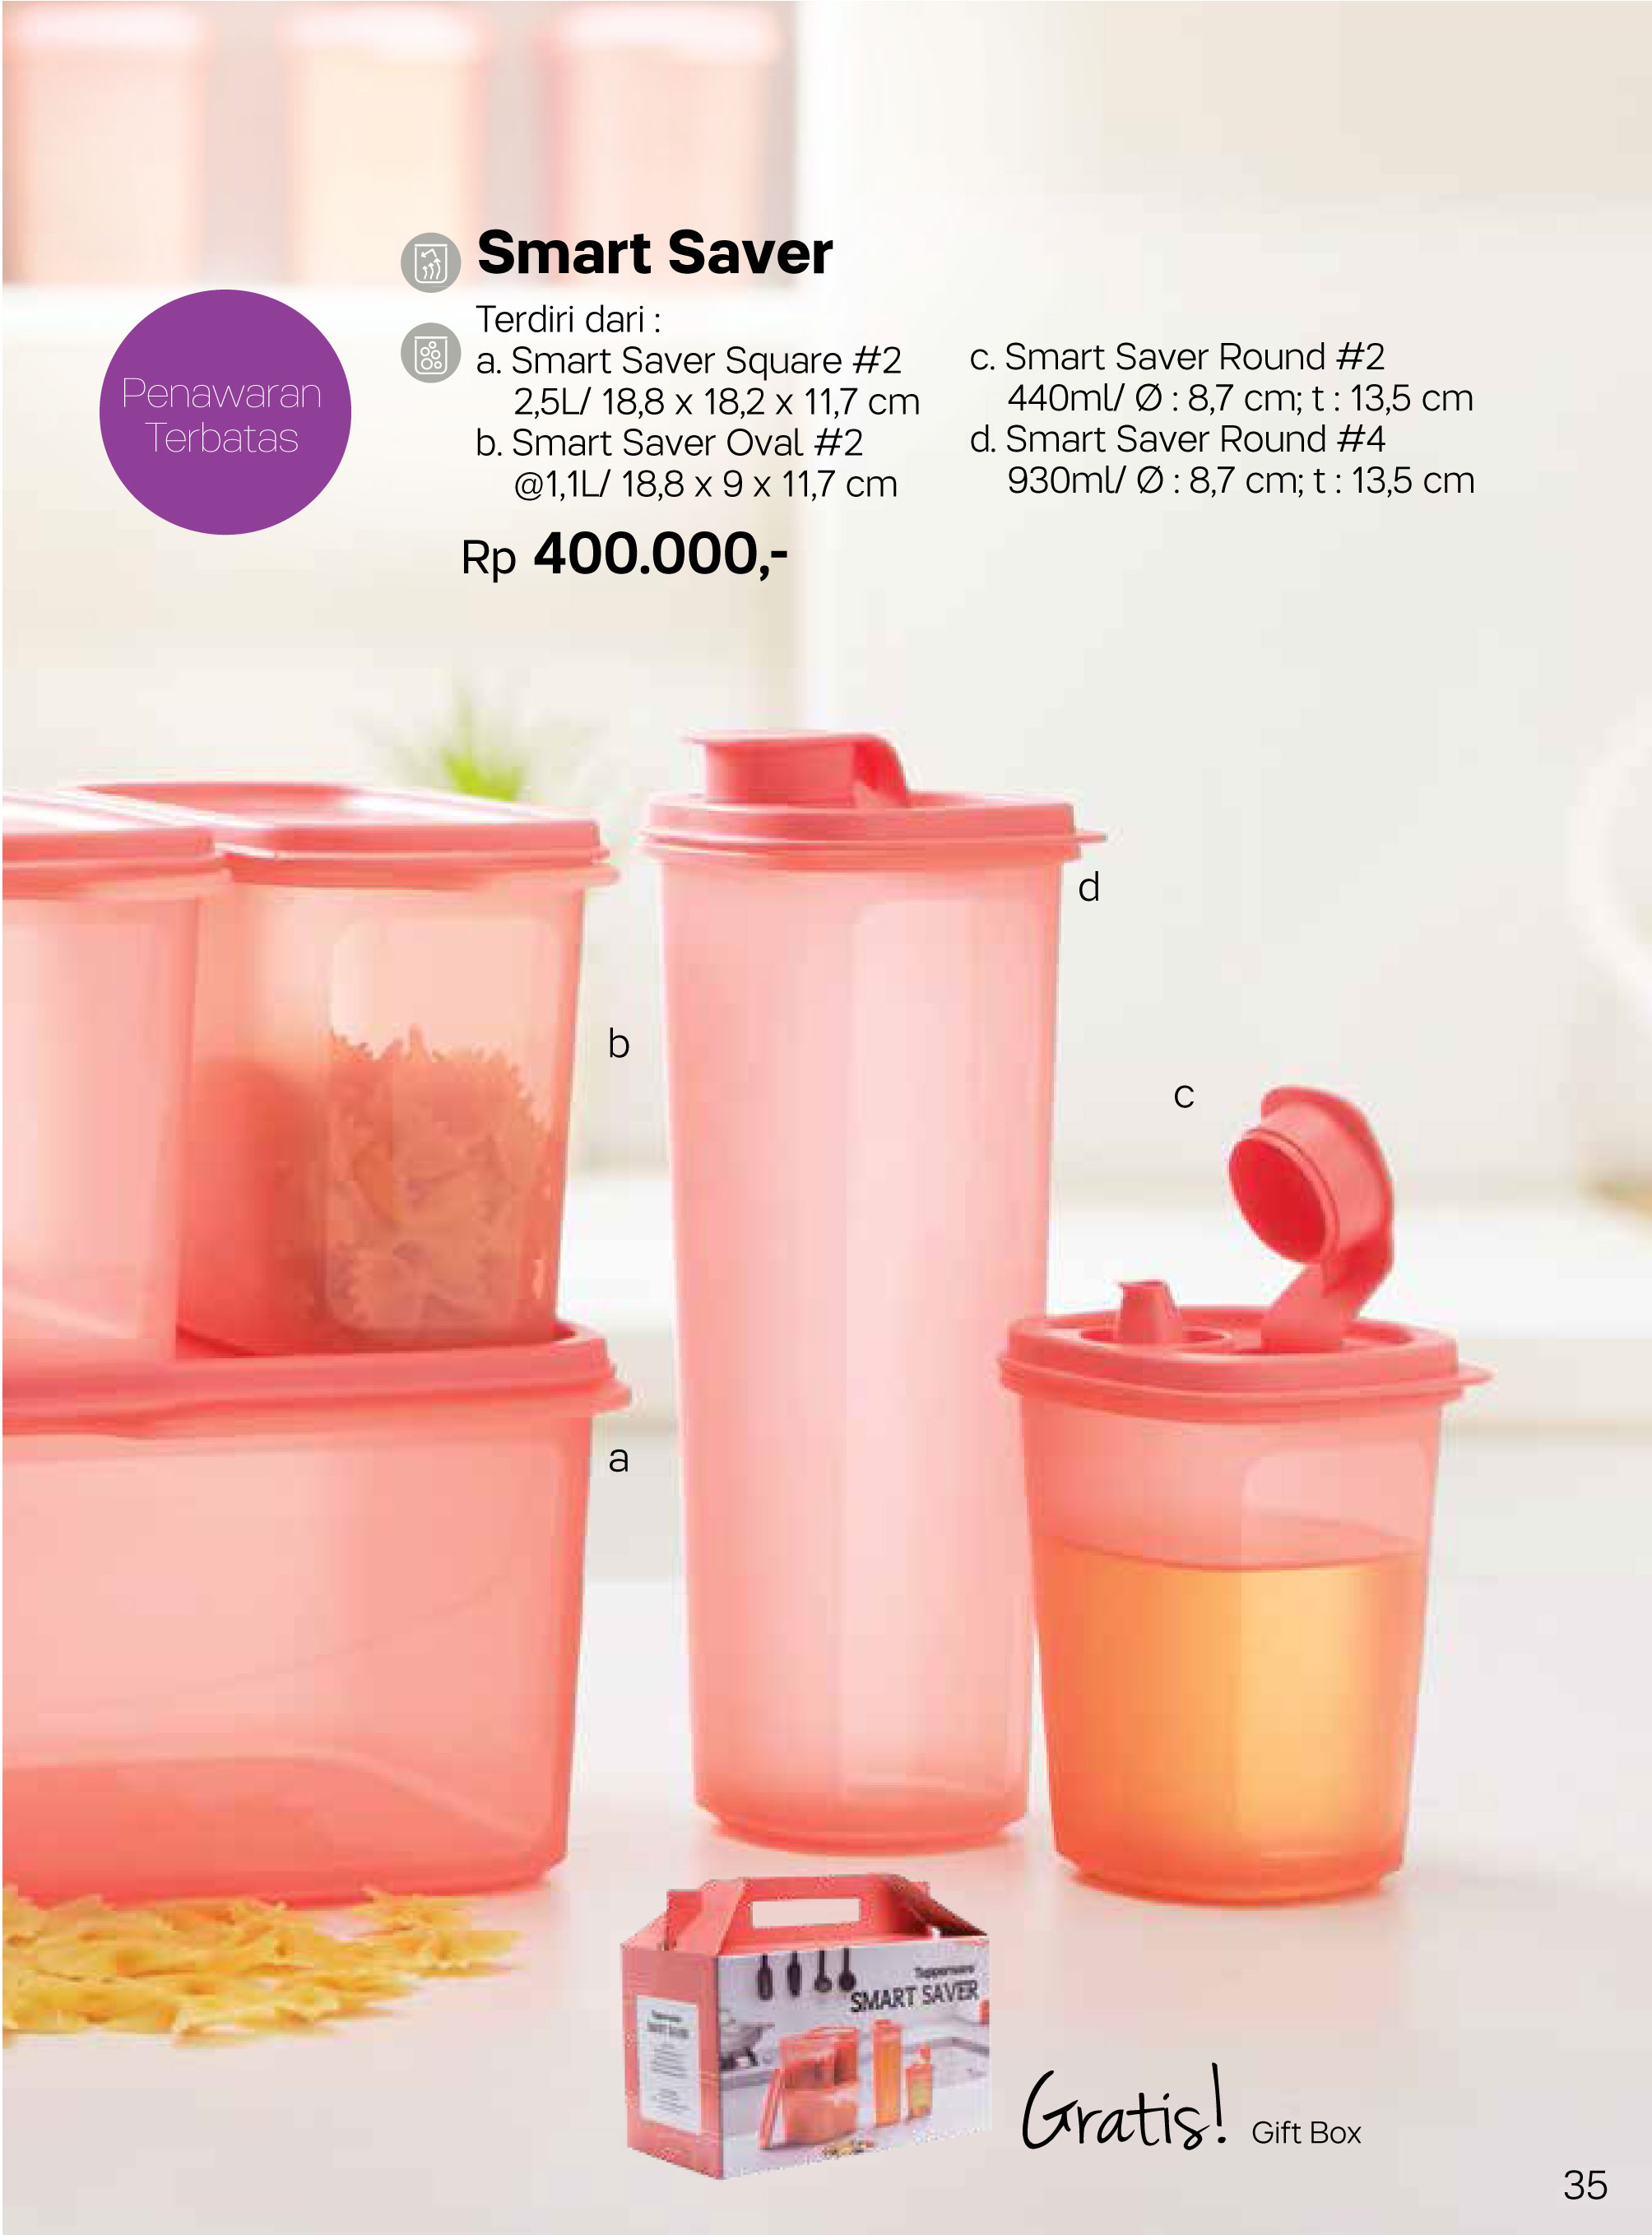 Smart Saver
Terdiri dari :
a. Smart Saver Square #2
2,5L/ 18,8 x 18,2 x 11,7 cm
b. Smart Saver Oval #2
@1,1L/ 18,8 x 9 x 11,7 cm
c. Smart Saver Round #2
440ml/ Ø : 8,7 cm; t : 13,5 cm
d. Smart Saver Round #4
930ml/ Ø : 8,7 cm; t : 13,5 cm
Rp 400.000,-
Penawaran
Terbatas
d
b
c
a
Tupperware
SMART SAVER
Gratis! Gift Box
35